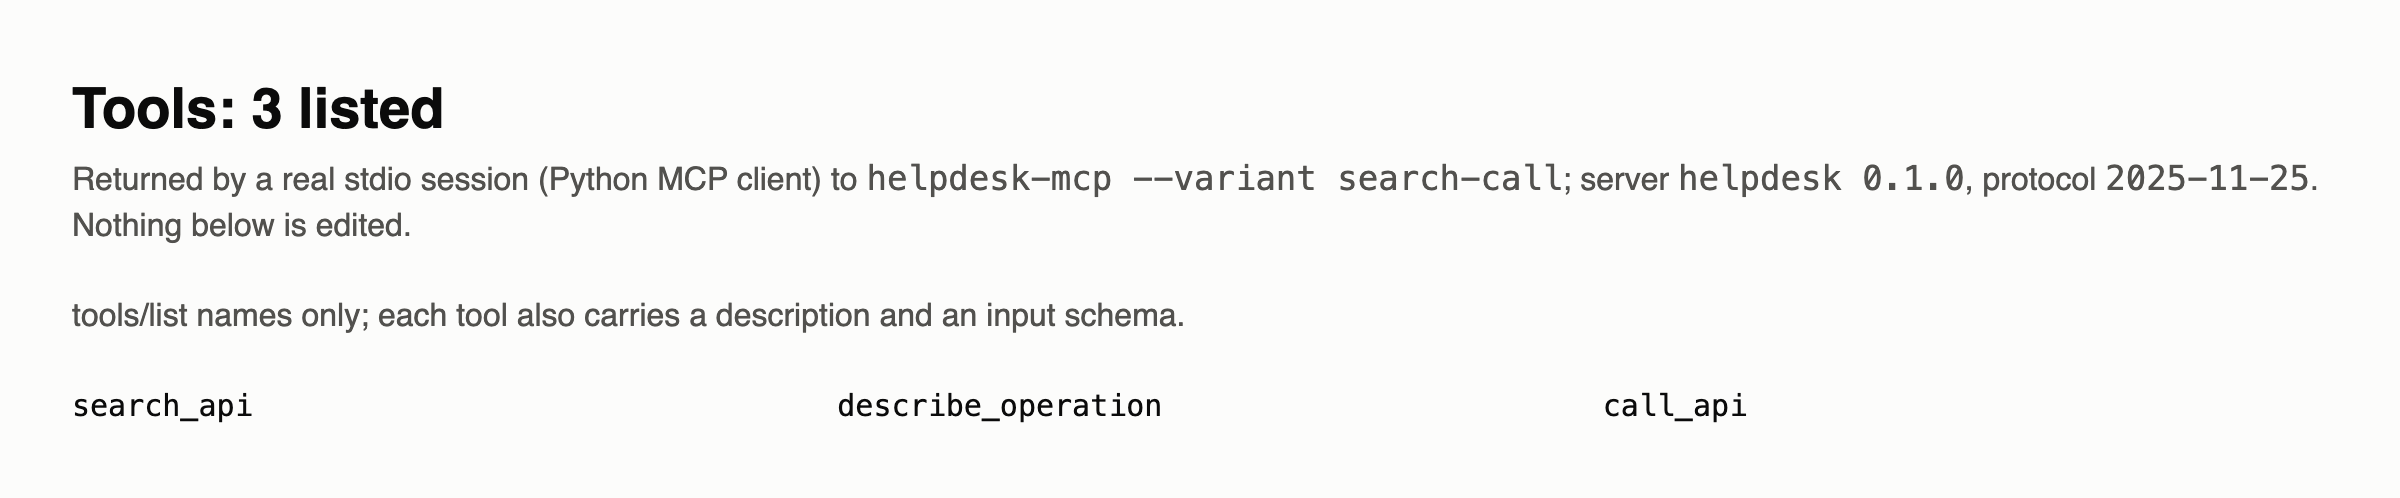 Tools: 3 listed
Returned by a real stdio session (Python MCP client) to helpdesk-mcp --variant search-call; server helpdesk 0.1.0, protocol 2025-11-25.
Nothing below is edited.
tools/list names only; each tool also carries a description and an input schema.
search_api describe_operation call_api